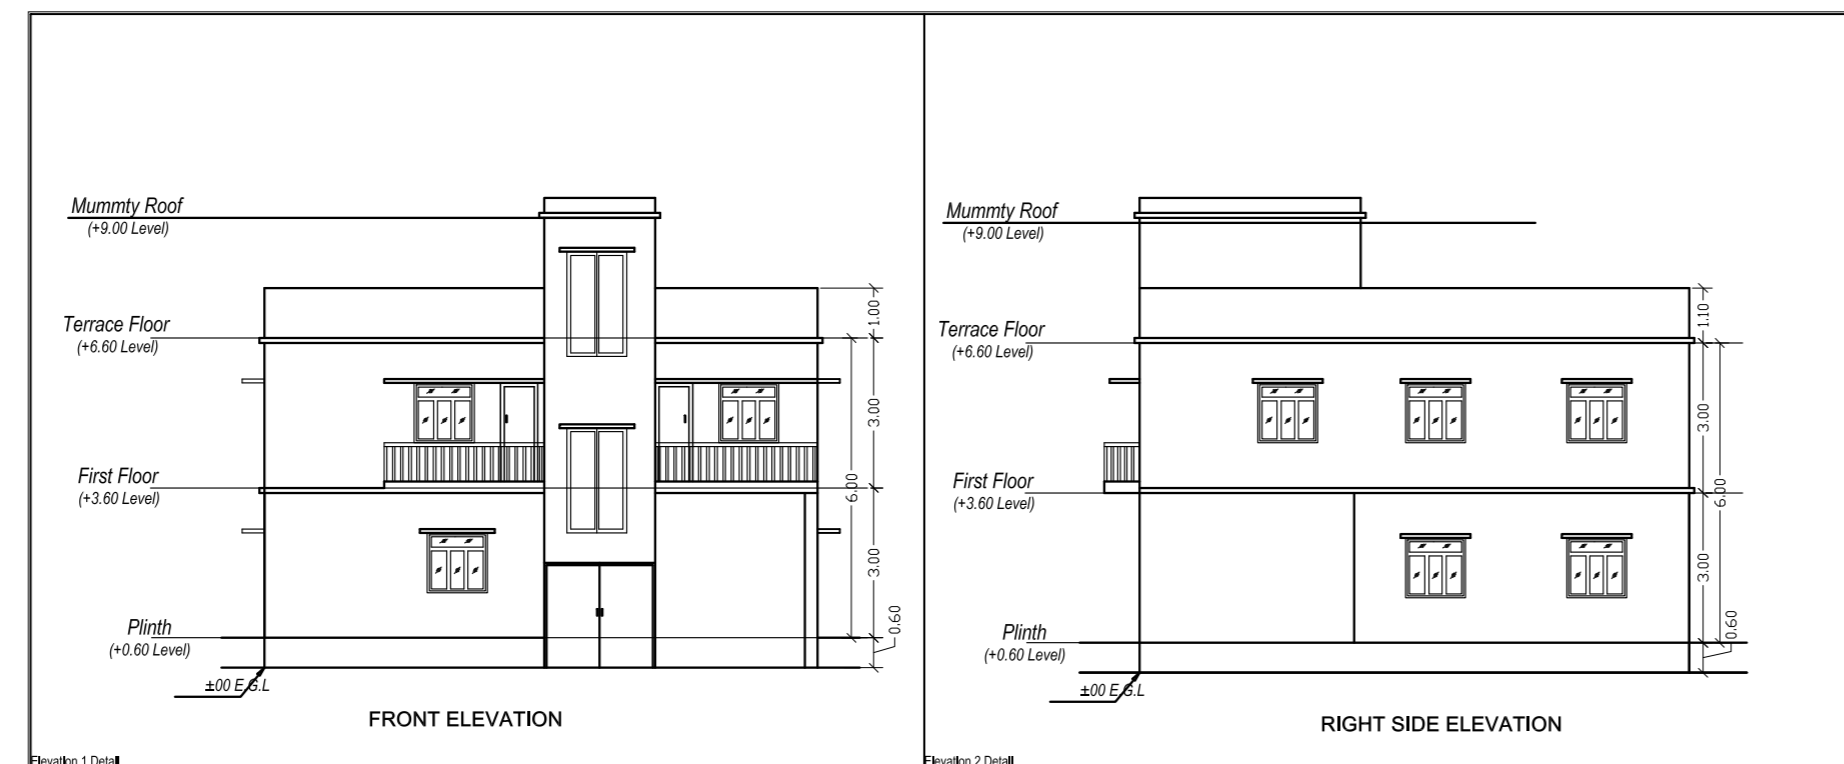 Mummty Roof
(+9.00 Level)
Terrace Floor
(+6.60 Level)
First Floor
(+3.60 Level)
Plinth
(+0.60 Level)
±00 E.G.L
1.00
3.00
6.00
3.00
0.60
FRONT ELEVATION
Elevation 1 Detail
Mummty Roof
(+9.00 Level)
Terrace Floor
(+6.60 Level)
First Floor
(+3.60 Level)
Plinth
(+0.60 Level)
±00 E.G.L
1.10
3.00
6.00
3.00
0.60
RIGHT SIDE ELEVATION
Elevation 2 Detail